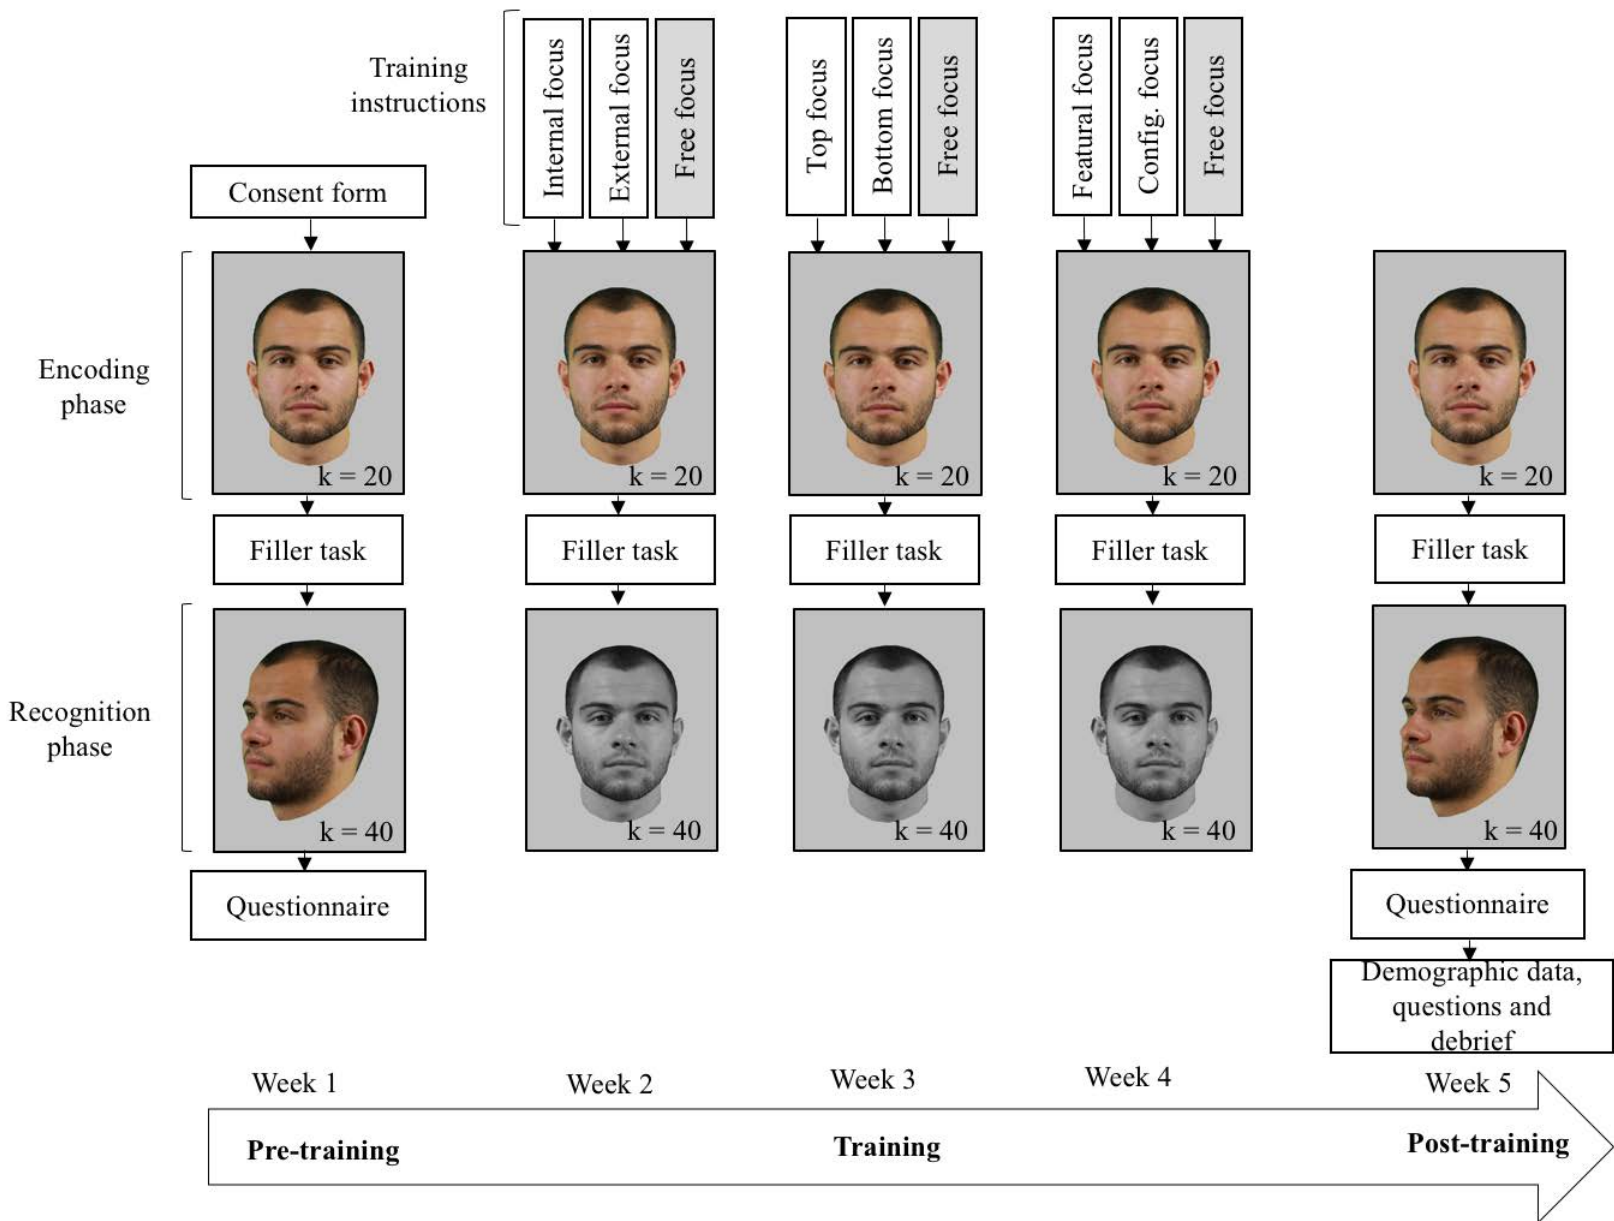 Training
instructions
Internal focus
External focus
Free focus
Top focus
Bottom focus
Free focus
Featural focus
Config. focus
Free focus
Consent form
Encoding
phase
k = 20
k = 20
k = 20
k = 20
k = 20
Filler task
Filler task
Filler task
Filler task
Filler task
Recognition
phase
k = 40
k = 40
k = 40
k = 40
k = 40
Questionnaire
Questionnaire
Demographic data,
questions and
debrief
Week 1
Week 2
Week 3
Week 4
Week 5
Pre-training
Training
Post-training